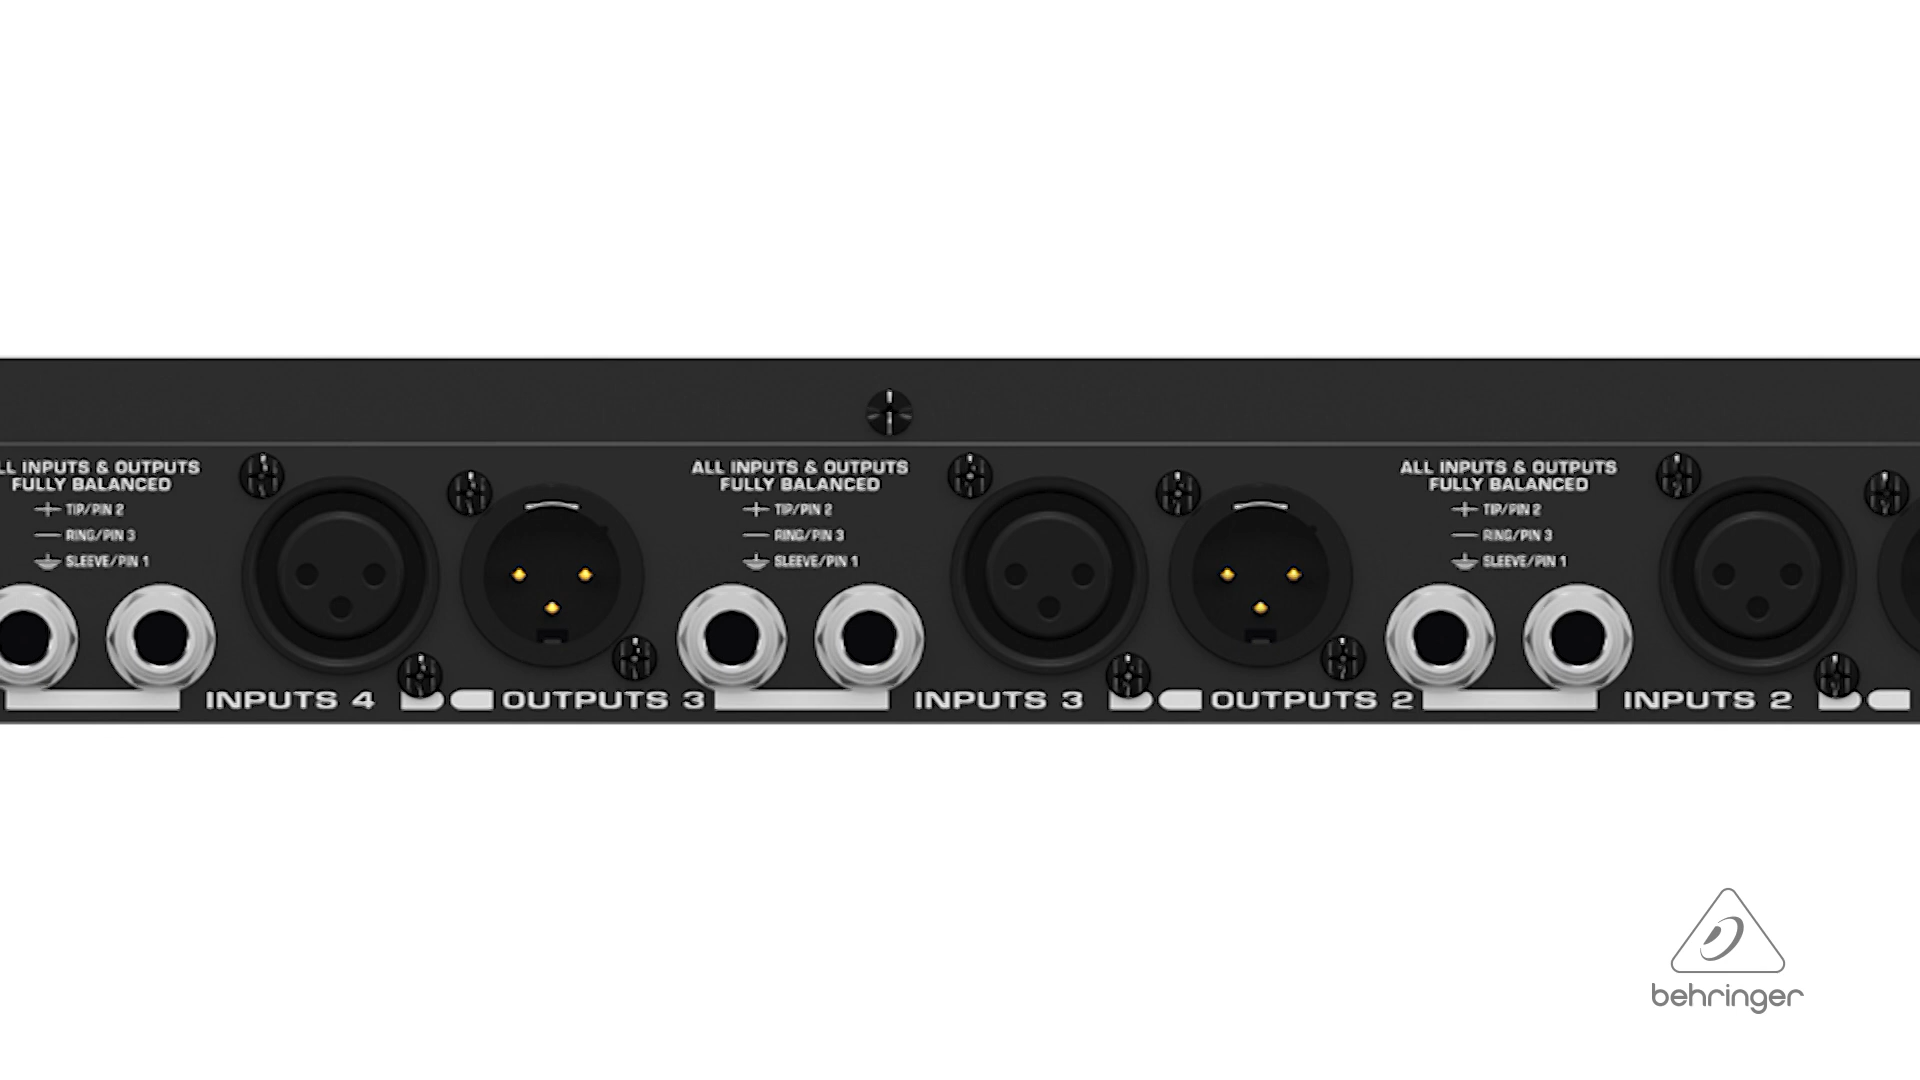 LL INPUTS & OUTPUTS
FULLY BALANCED
TIP/PIN 2
RING/PIN 3
SLEEVE/PIN 1
ALL INPUTS & OUTPUTS
FULLY BALANCED
TIP/PIN 2
RING/PIN 3
SLEEVE/PIN 1
ALL INPUTS & OUTPUTS
FULLY BALANCED
TIP/PIN 2
RING/PIN 3
SLEEVE/PIN 1
INPUTS 4
OUTPUTS 3
INPUTS 3
OUTPUTS 2
INPUTS 2
behringer